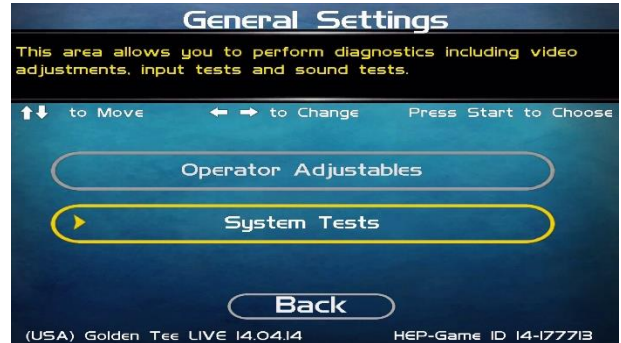 General Settings
This area allows you to perform diagnostics including video
adjustments, input tests and sound tests.
to Move to Change Press Start to Choose
Operator Adjustables
System Tests
Back
(USA) Golden Tee LIVE 14.04.14 HEP-Game ID 14-177713